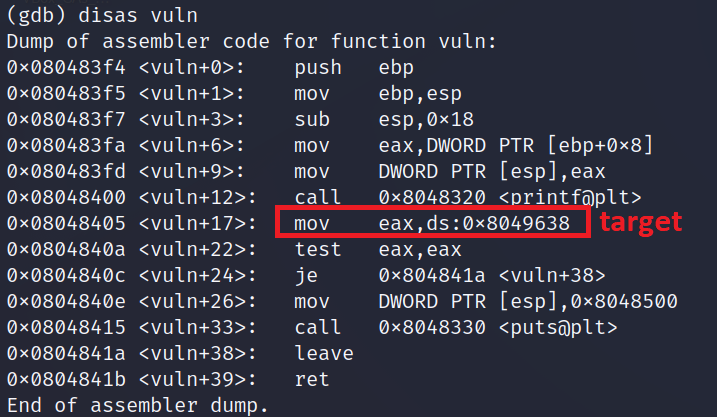 (gdb) disas vuln
Dump of assembler code for function vuln:
0×080483f4 <vuln+0>:    push   ebp
0×080483f5 <vuln+1>:    mov    ebp,esp
0×080483f7 <vuln+3>:    sub    esp,0×18
0×080483fa <vuln+6>:    mov    eax,DWORD PTR [ebp+0×8]
0×080483fd <vuln+9>:    mov    DWORD PTR [esp],eax
0×08048400 <vuln+12>:   call   0×8048320 <printf@plt>
0×08048405 <vuln+17>:   mov    eax,ds:0×8049638 target
0×0804840a <vuln+22>:   test   eax,eax
0×0804840c <vuln+24>:   je     0×804841a <vuln+38>
0×0804840e <vuln+26>:   mov    DWORD PTR [esp],0×8048500
0×08048415 <vuln+33>:   call   0×8048330 <puts@plt>
0×0804841a <vuln+38>:   leave
0×0804841b <vuln+39>:   ret
End of assembler dump.